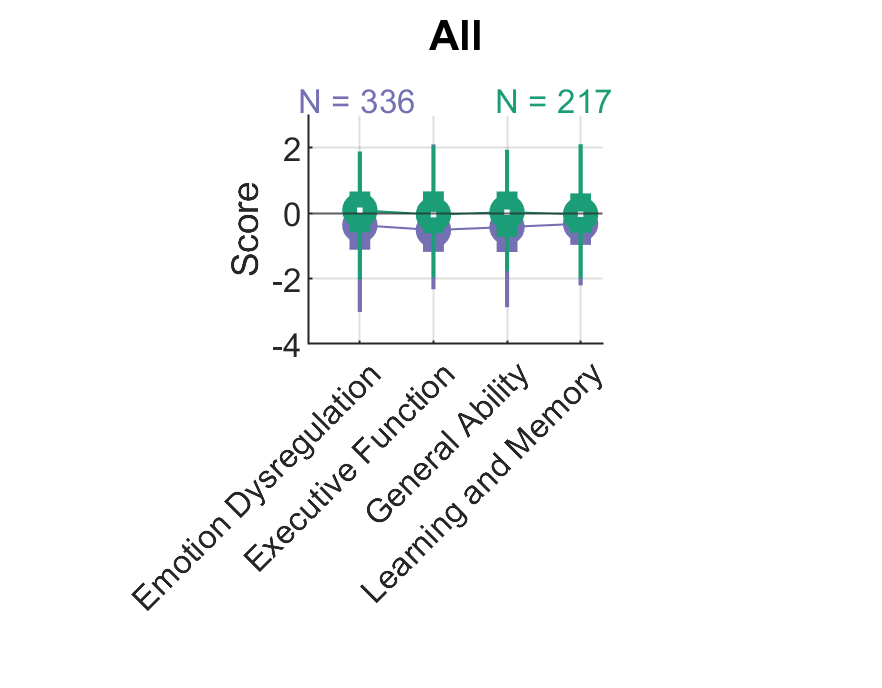 All
N = 336
N = 217
Score
2
0
-2
-4
Emotion Dysregulation
Executive Function
General Ability
Learning and Memory